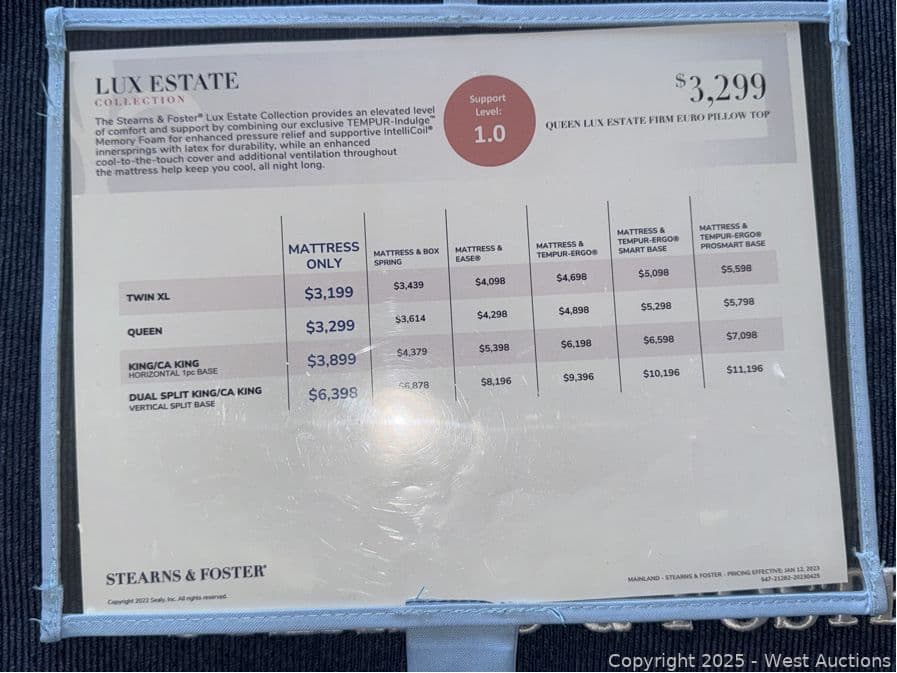 LUX ESTATE
COLLECTION
The Stearns & Foster® Lux Estate Collection provides an elevated level
of comfort and support by combining our exclusive TEMPUR-Indulge™
Memory Foam for enhanced pressure relief and supportive IntelliCoil®
innersprings with latex for durability, while an enhanced
cool-to-the-touch cover and additional ventilation throughout
the mattress help keep you cool, all night long.
Support
Level:
1.0
$3,299
QUEEN LUX ESTATE FIRM EURO PILLOW TOP
MATTRESS
ONLY
MATTRESS & BOX
SPRING
MATTRESS &
EASE®
MATTRESS &
TEMPUR-ERGO®
MATTRESS &
TEMPUR-ERGO®
SMART BASE
MATTRESS &
TEMPUR-ERGO®
PROSMART BASE
TWIN XL $3,199 $3,439 $4,098 $4,698 $5,098 $5,598
QUEEN $3,299 $3,614 $4,298 $4,898 $5,298 $5,798
KING/CA KING $3,899 $4,379 $5,398 $6,198 $6,598 $7,098
HORIZONTAL 1pc BASE
DUAL SPLIT KING/CA KING $6,398 $6,878 $8,196 $9,396 $10,196 $11,196
VERTICAL SPLIT BASE
STEARNS & FOSTER®
Copyright 2022 Sealy, Inc. All rights reserved.
MAINLAND - STEARNS & FOSTER - PRICING EFFECTIVE: JAN 12, 2023
547-21282-20230425
Copyright 2025 - West Auctions